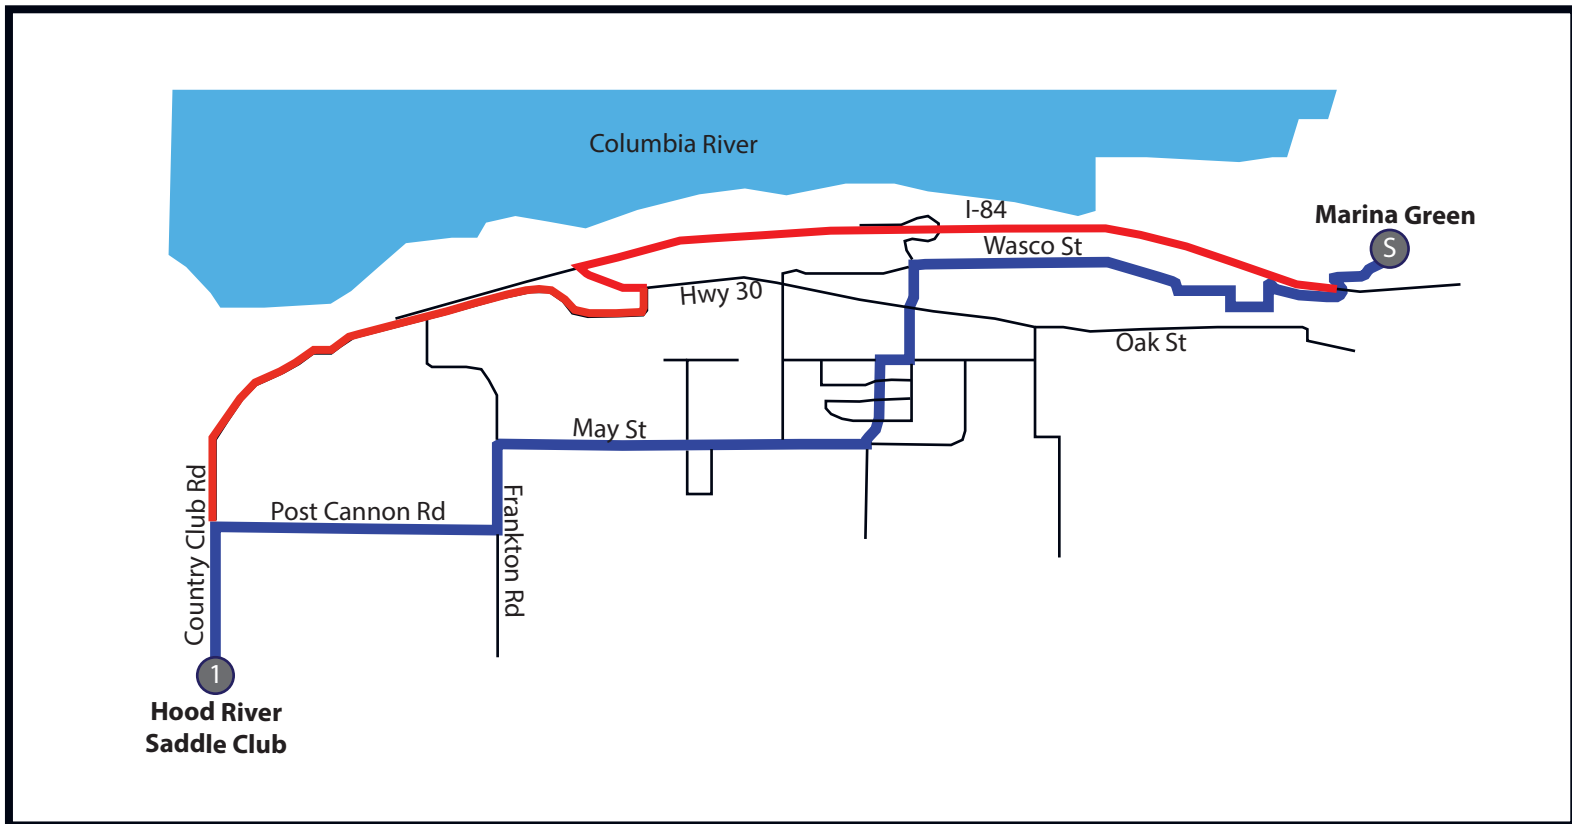 Columbia River
I-84
Marina Green
S
Wasco St
Hwy 30
Oak St
May St
Country Club Rd
Post Cannon Rd
Frankton Rd
1
Hood River
Saddle Club